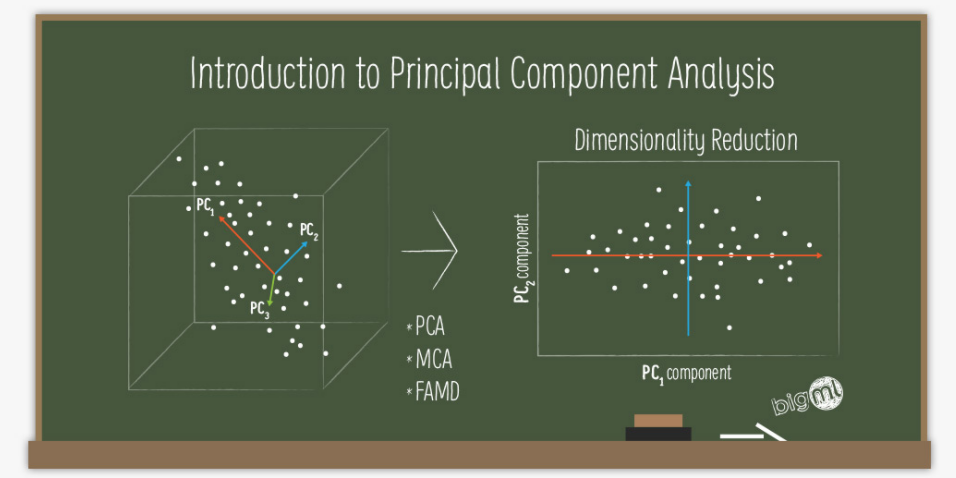 Introduction to Principal Component Analysis
Dimensionality Reduction
PC1
PC2
PC3
* PCA
* MCA
* FAMD
PC2 component
PC1 component
bigml